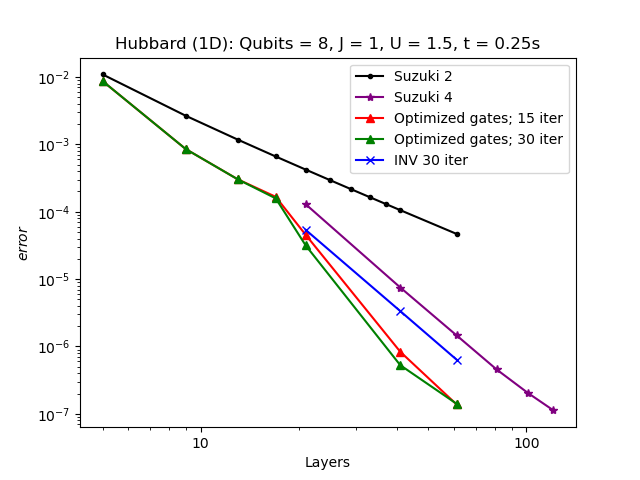 Hubbard (1D): Qubits = 8, J = 1, U = 1.5, t = 0.25s
Suzuki 2
Suzuki 4
Optimized gates; 15 iter
Optimized gates; 30 iter
INV 30 iter
error
10⁻²
10⁻³
10⁻⁴
10⁻⁵
10⁻⁶
10⁻⁷
10
100
Layers